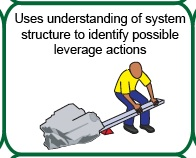 Uses understanding of system
structure to identify possible
leverage actions